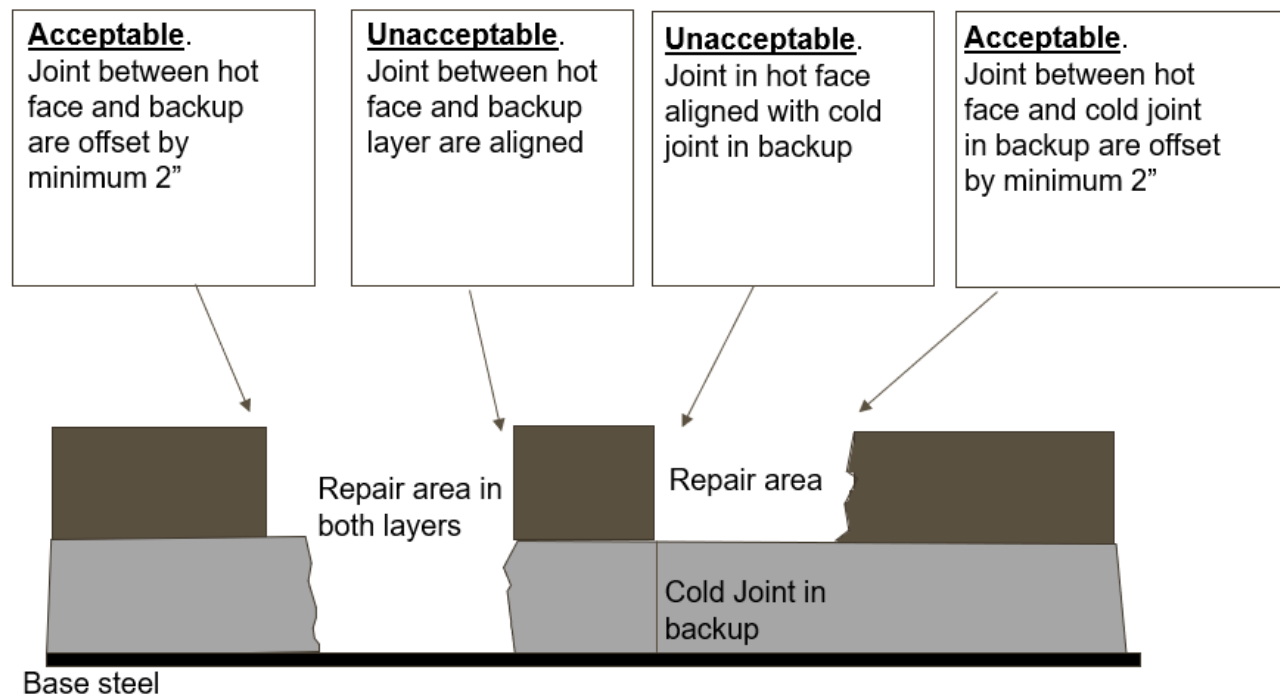 Acceptable.
Joint between hot
face and backup
are offset by
minimum 2”
Unacceptable.
Joint between hot
face and backup
layer are aligned
Unacceptable.
Joint in hot face
aligned with cold
joint in backup
Acceptable.
Joint between hot
face and cold joint
in backup are offset
by minimum 2”
Repair area in
both layers
Repair area
Cold Joint in
backup
Base steel